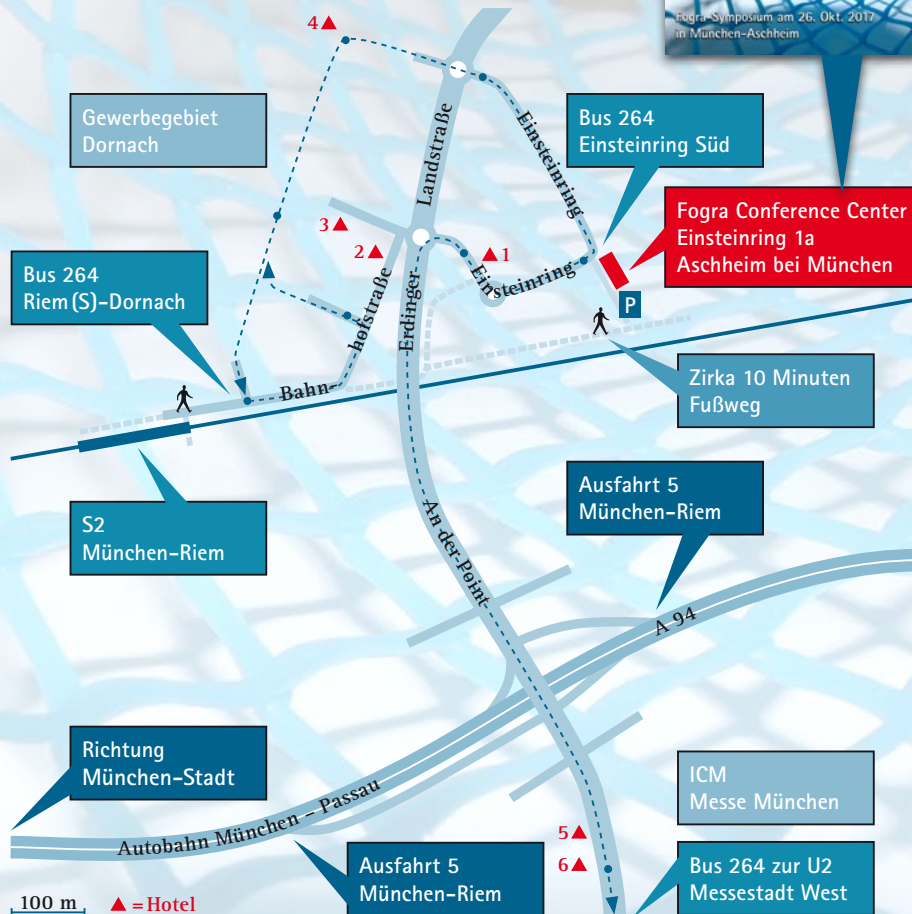 Fogra-Symposium am 26. Okt. 2017
in München-Aschheim
4
Gewerbegebiet
Dornach
Landstraße
Einsteinring
Bus 264
Einsteinring Süd
Fogra Conference Center
Einsteinring 1a
Aschheim bei München
3
2
1
Einsteinring
P
Bus 264
Riem (S)-Dornach
Erdinger
Bahn-
hofstraße
Zirka 10 Minuten
Fußweg
S2
München-Riem
Ausfahrt 5
München-Riem
An der Point
A 94
Richtung
München-Stadt
ICM
Messe München
Autobahn München – Passau
5
6
Ausfahrt 5
München-Riem
Bus 264 zur U2
Messestadt West
100 m
= Hotel